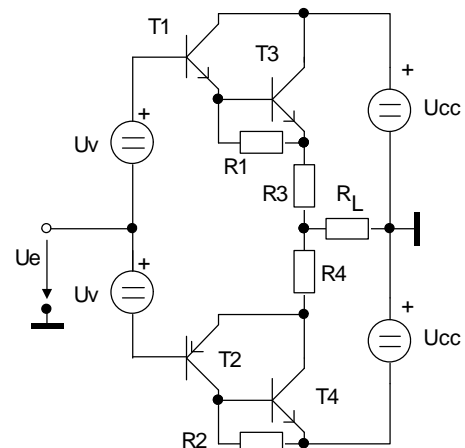 T1
T3
+
+
Ucc
Uv
R1
R3
RL
+
Ue
Uv
R4
+
T2
Ucc
T4
R2